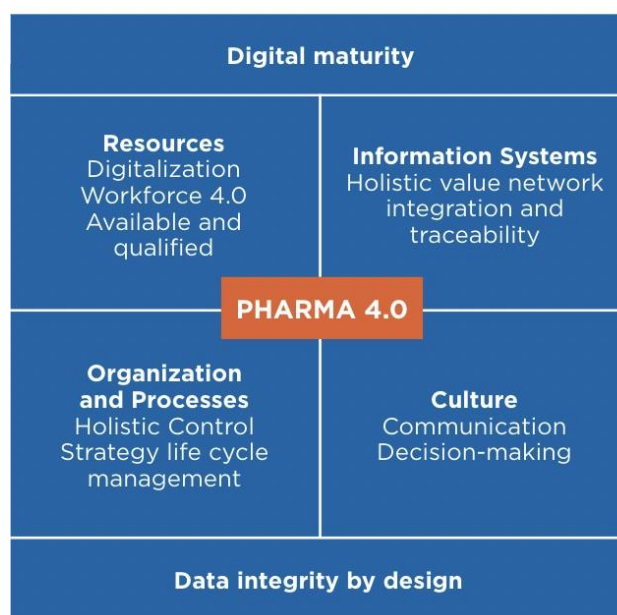 Digital maturity
Resources
Digitalization
Workforce 4.0
Available and
qualified
Information Systems
Holistic value network
integration and
traceability
PHARMA 4.0
Organization
and Processes
Holistic Control
Strategy life cycle
management
Culture
Communication
Decision-making
Data integrity by design